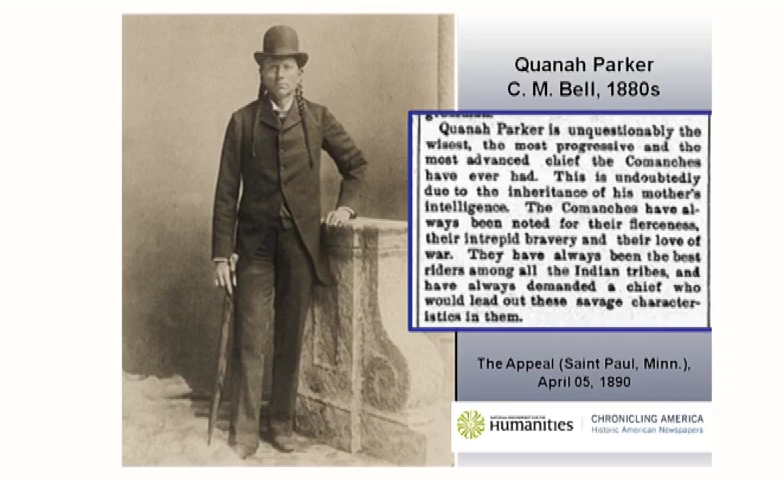 Quanah Parker
C. M. Bell, 1880s
Quanah Parker is unquestionably the
wisest, the most progressive and the
most advanced chief the Comanches
have ever had. This is undoubtedly
due to the inheritance of his mother's
intelligence. The Comanches have al-
ways been noted for their fierceness,
their intrepid bravery and their love of
war. They have always been the best
riders among all the Indian tribes, and
have always demanded a chief who
would lead out these savage character-
istics in them.
The Appeal (Saint Paul, Minn.),
April 05, 1890
NATIONAL ENDOWMENT FOR THE
HUMANITIES
CHRONICLING AMERICA
Historic American Newspapers